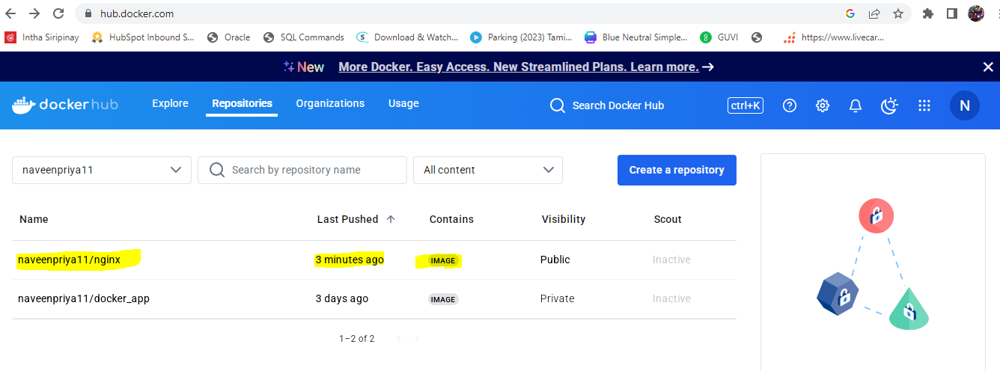 hub.docker.com
Intha Siripinay HubSpot Inbound S... Oracle SQL Commands Download & Watch... Parking (2023) Tami... Blue Neutral Simple... GUVI https://www.livecar...
New More Docker. Easy Access. New Streamlined Plans. Learn more.
docker hub Explore Repositories Organizations Usage Search Docker Hub ctrl+K N
naveenpriya11 Search by repository name All content Create a repository
Name Last Pushed Contains Visibility Scout
naveenpriya11/nginx 3 minutes ago IMAGE Public Inactive
naveenpriya11/docker_app 3 days ago IMAGE Private Inactive
1–2 of 2